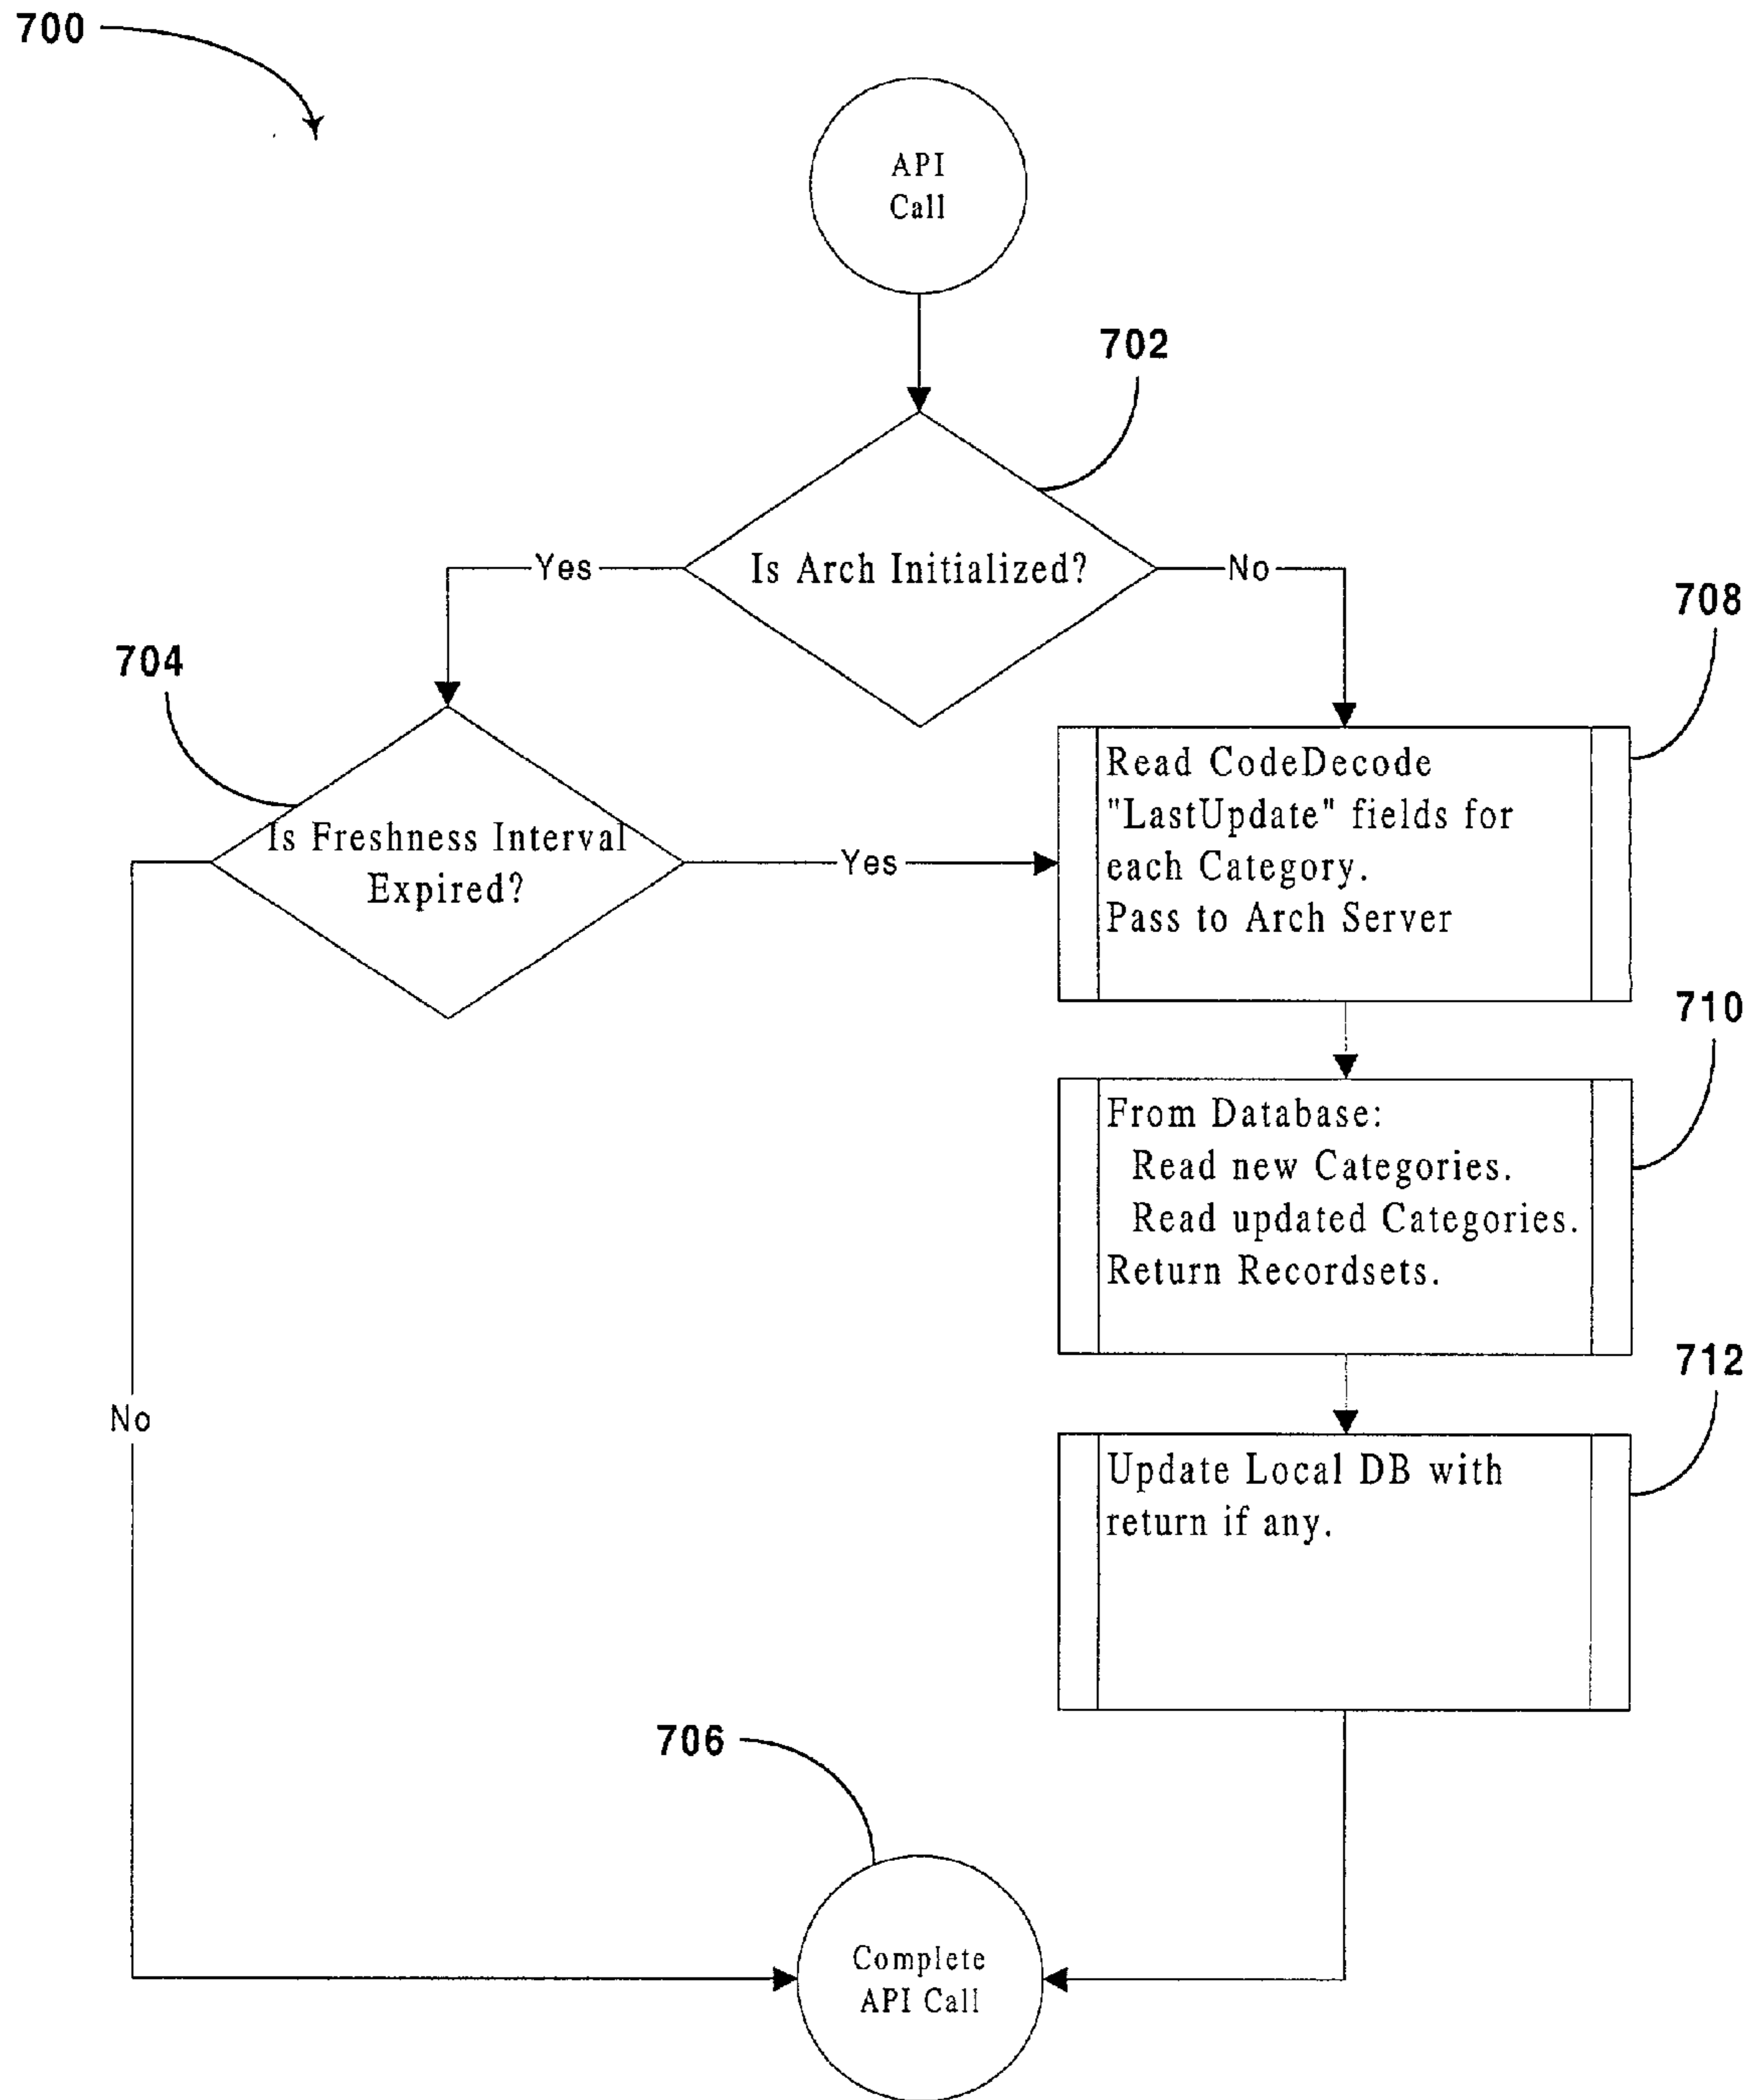 700
API
Call
702
Is Arch Initialized?
Yes
No
704
708
Is Freshness Interval
Expired?
Yes
Read CodeDecode
"LastUpdate" fields for
each Category.
Pass to Arch Server
710
From Database:
Read new Categories.
Read updated Categories.
Return Recordsets.
712
No
Update Local DB with
return if any.
706
Complete
API Call